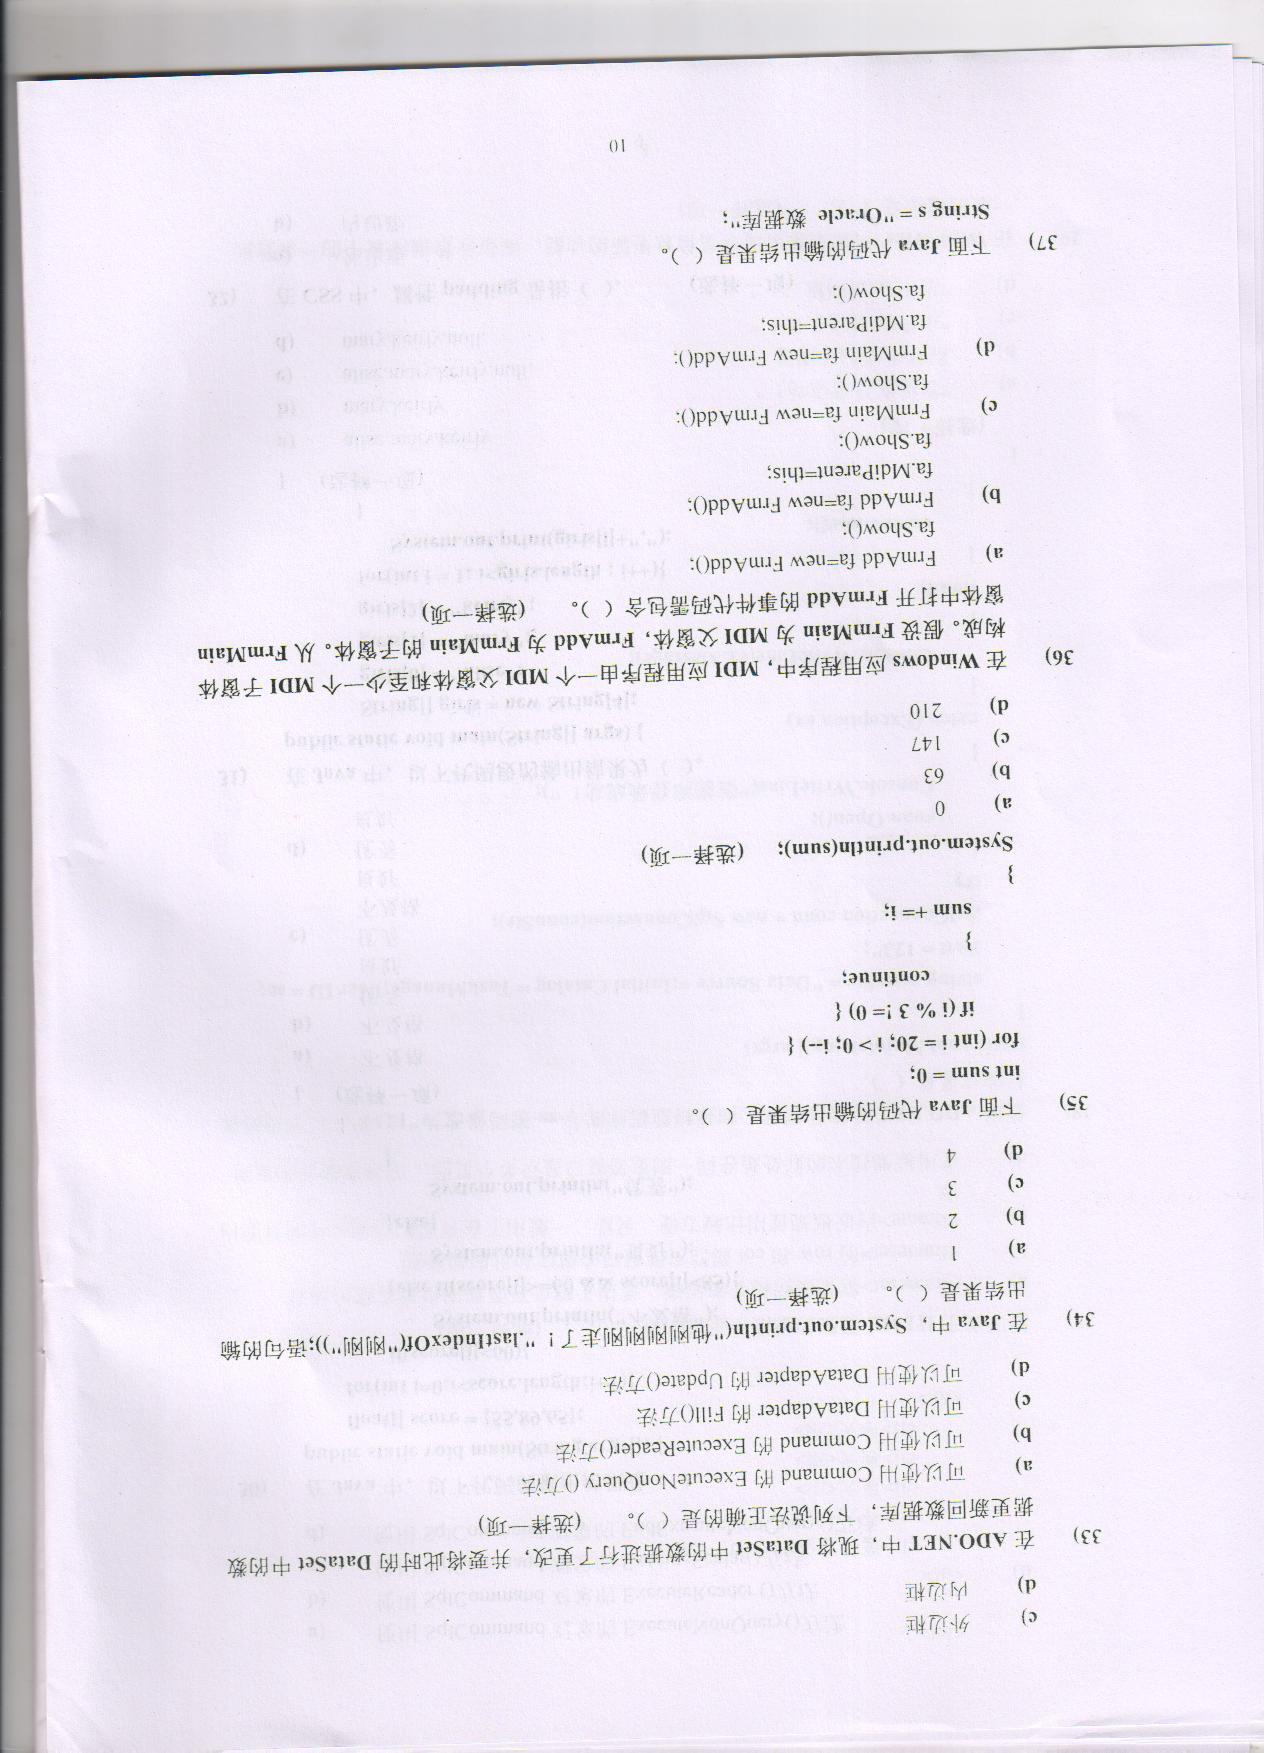 c) 外边框
d) 内边框
33) 在 ADO.NET 中，现将 DataSet 中的数据进行了更改，并要将此时的 DataSet 中的数
据更新回数据库，下列说法正确的是（ ）。 (选择一项)
a) 可以使用 Command 的 ExecuteNonQuery ()方法
b) 可以使用 Command 的 ExecuteReader()方法
c) 可以使用 DataAdapter 的 Fill()方法
d) 可以使用 DataAdapter 的 Update()方法
34) 在 Java 中，System.out.println("他刚刚刚刚走了！".lastIndexOf("刚刚"));语句的输
出结果是（ ）。 (选择一项)
a) 1
b) 2
c) 3
d) 4
35) 下面 Java 代码的输出结果是（ ）。
int sum = 0;
for (int i = 20; i > 0; i--) {
if (i % 3 != 0) {
continue;
}
sum += i;
}
System.out.println(sum); (选择一项)
a) 0
b) 63
c) 147
d) 210
36) 在 Windows 应用程序中，MDI 应用程序由一个 MDI 父窗体和至少一个 MDI 子窗体
构成。假设 FrmMain 为 MDI 父窗体，FrmAdd 为 FrmMain 的子窗体。从 FrmMain
窗体中打开 FrmAdd 的事件代码需包含（ ）。 (选择一项)
a) FrmAdd fa=new FrmAdd();
fa.Show();
b) FrmAdd fa=new FrmAdd();
fa.MdiParent=this;
fa.Show();
c) FrmMain fa=new FrmAdd();
fa.Show();
d) FrmMain fa=new FrmAdd();
fa.MdiParent=this;
fa.Show();
37) 下面 Java 代码的输出结果是（ ）。
String s = "Oracle 数据库";
10